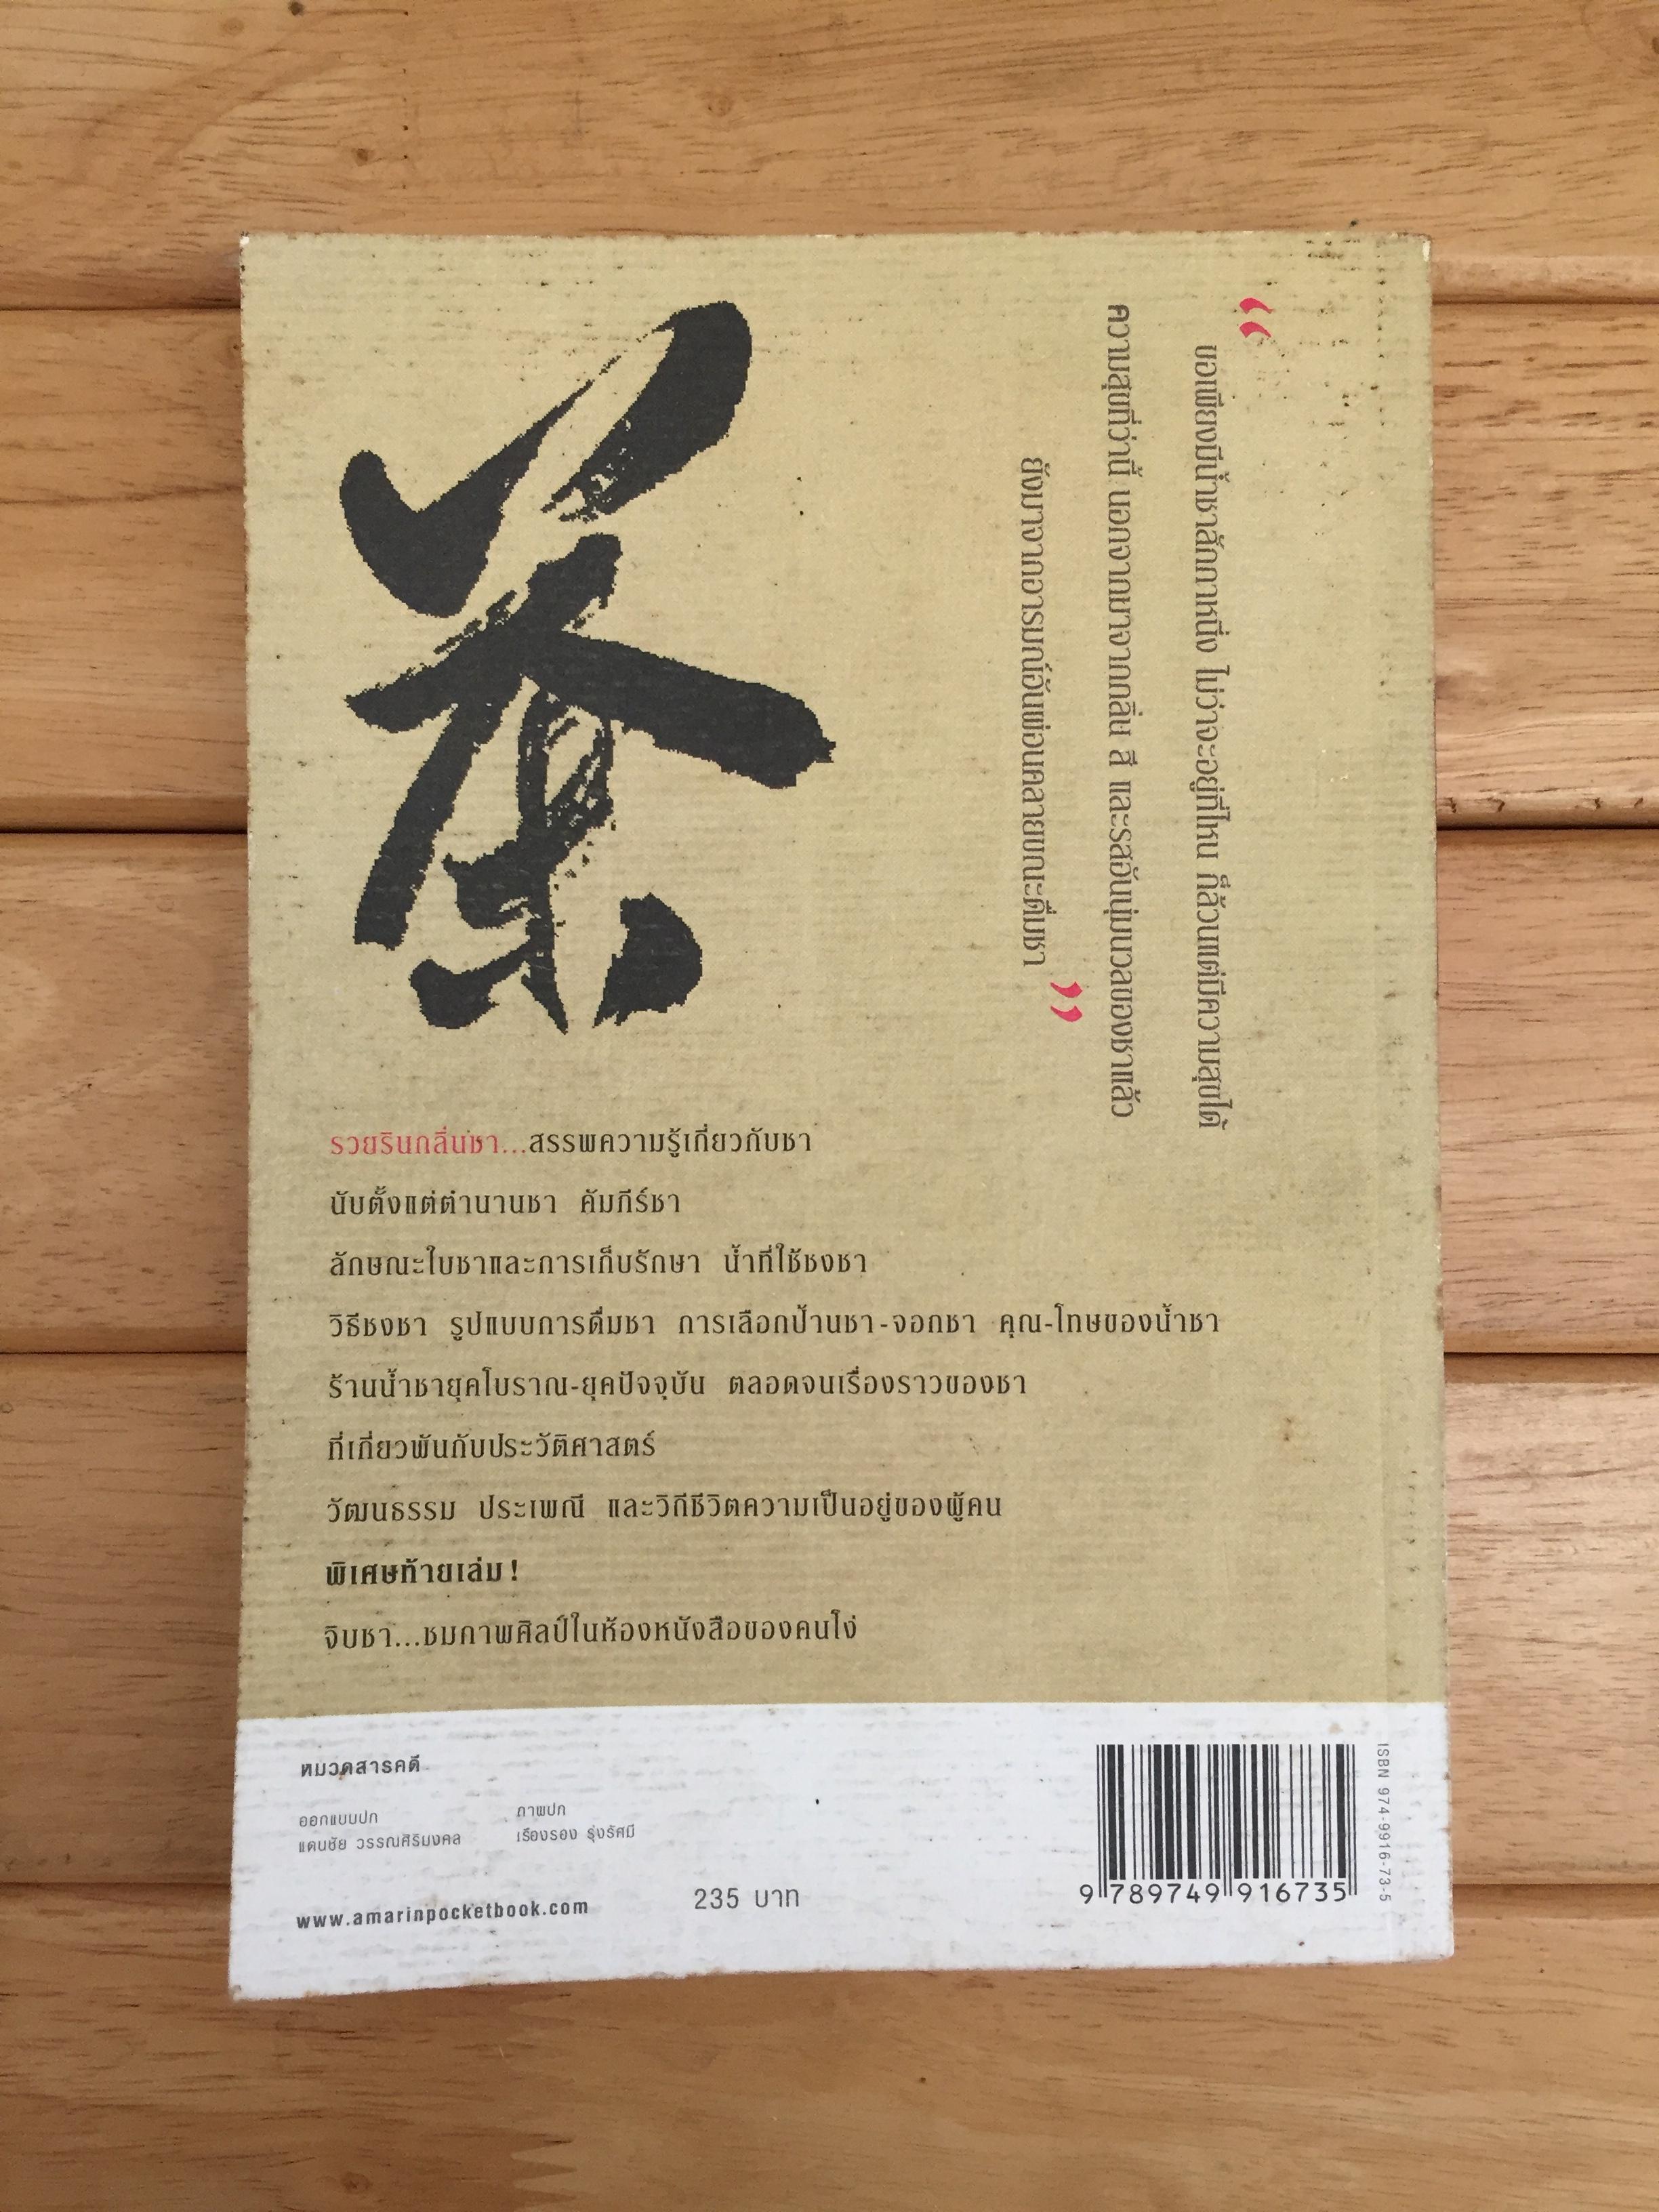 “
ขอเพียงมีน้ำชาสักกาหนึ่ง ไม่ว่าจะอยู่ที่ไหน ก็ล้วนแต่มีความสุขได้
ความสุขที่ว่านี้ นอกจากมาจากกลิ่น สี และรสอันนุ่มนวลของชาแล้ว
ยังมาจากอารมณ์อันผ่อนคลายขณะดื่มชา ”
茶
รวยรินกลิ่นชา...สรรพความรู้เกี่ยวกับชา
นับตั้งแต่ตำนานชา คัมภีร์ชา
ลักษณะใบชาและการเก็บรักษา น้ำที่ใช้ชงชา
วิธีชงชา รูปแบบการดื่มชา การเลือกป้านชา-จอกชา คุณ-โทษของน้ำชา
ร้านน้ำชายุคโบราณ-ยุคปัจจุบัน ตลอดจนเรื่องราวของชา
ที่เกี่ยวพันกับประวัติศาสตร์
วัฒนธรรม ประเพณี และวิถีชีวิตความเป็นอยู่ของผู้คน
พิเศษท้ายเล่ม!
จิบชา...ชมภาพศิลป์ในห้องหนังสือของคนโง่
หมวดสารคดี
ออกแบบปก
แดนชัย วรรณศิริมงคล
ภาพปก
เรืองรอง รุ่งรัศมี
www.amarinpocketbook.com
235 บาท
9 789749 916735
ISBN 974-9916-73-5